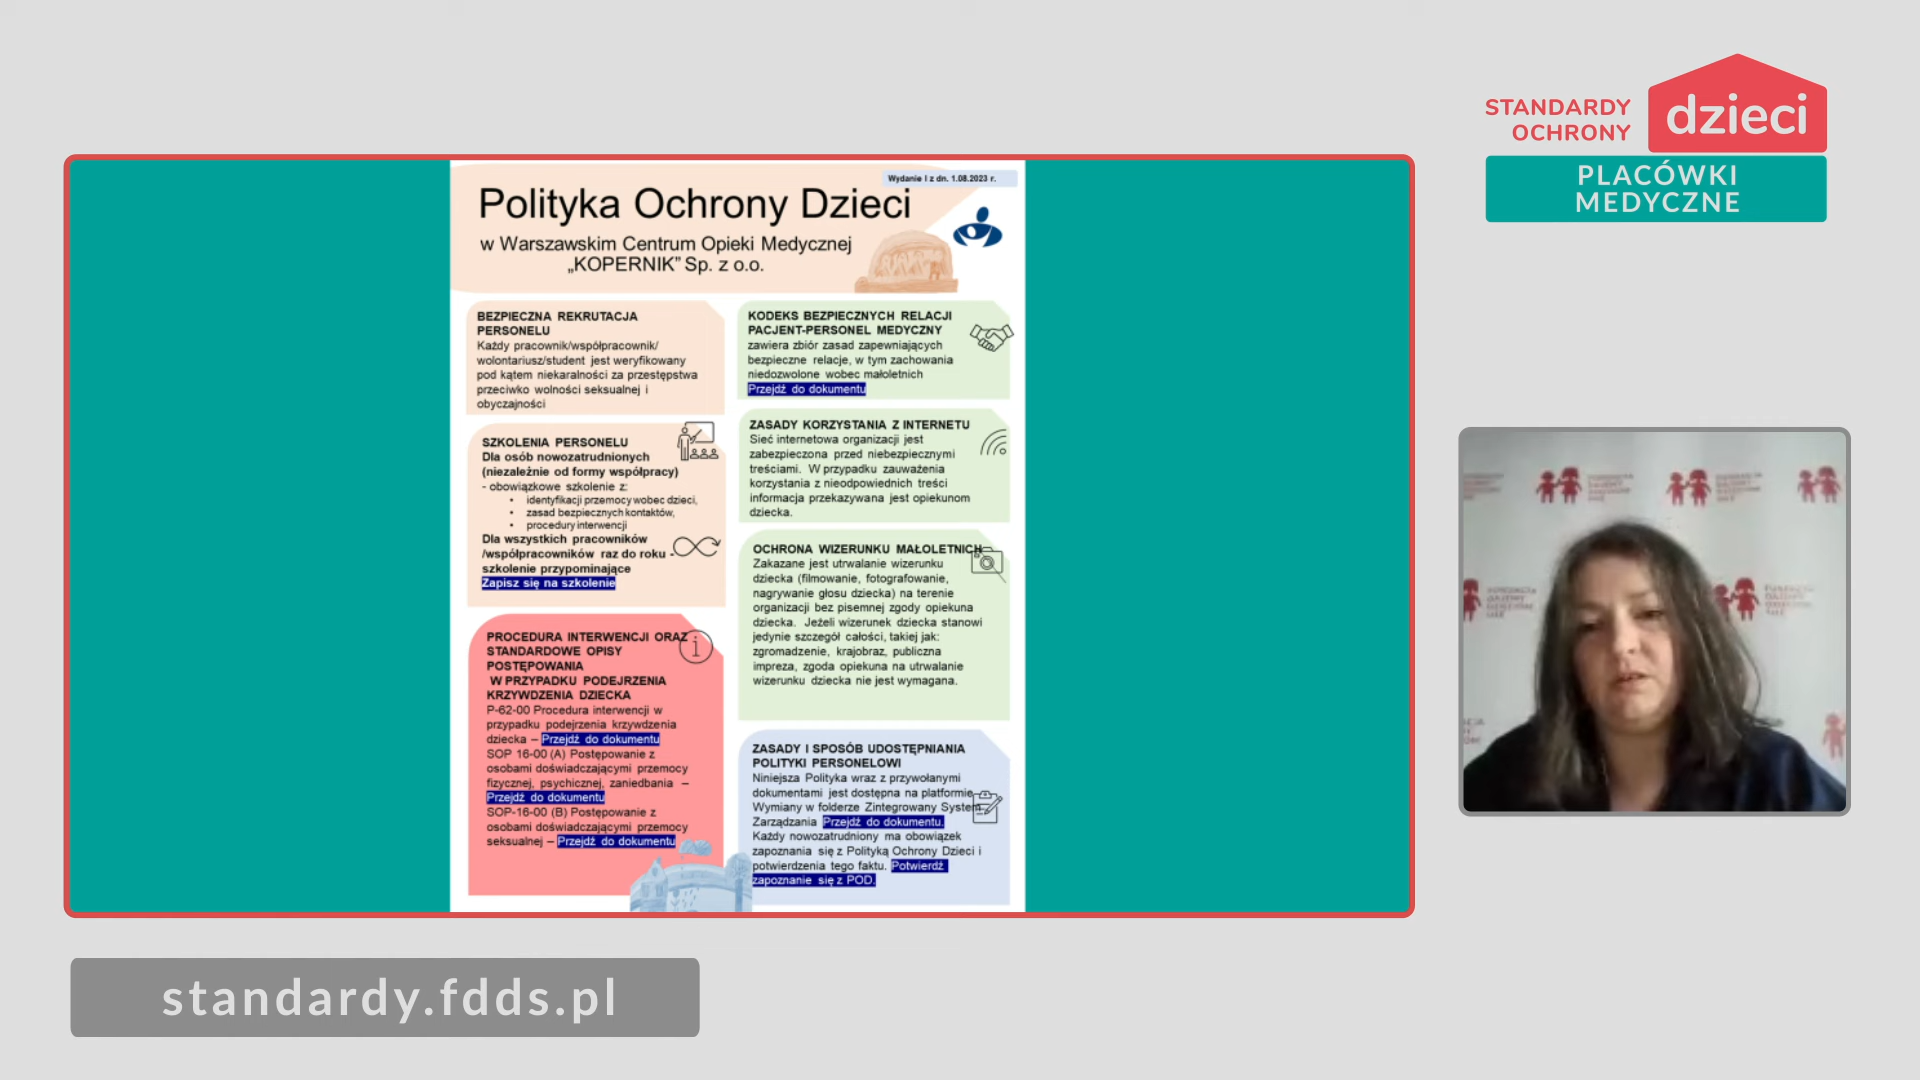 STANDARDY
OCHRONY
dzieci
PLACÓWKI
MEDYCZNE
Wydanie I z dn. 1.08.2023 r.
Polityka Ochrony Dzieci
w Warszawskim Centrum Opieki Medycznej
„KOPERNIK” Sp. z o.o.
BEZPIECZNA REKRUTACJA
PERSONELU
Każdy pracownik/współpracownik/
wolontariusz/student jest weryfikowany
pod kątem niekaralności za przestępstwa
przeciwko wolności seksualnej i
obyczajności
SZKOLENIA PERSONELU
Dla osób nowozatrudnionych
(niezależnie od formy współpracy)
- obowiązkowe szkolenie z:
• identyfikacji przemocy wobec dzieci,
• zasad bezpiecznych kontaktów,
• procedury interwencji
Dla wszystkich pracowników
/współpracowników raz do roku -
szkolenie przypominające
Zapisz się na szkolenie
PROCEDURA INTERWENCJI ORAZ
STANDARDOWE OPISY
POSTĘPOWANIA
W PRZYPADKU PODEJRZENIA
KRZYWDZENIA DZIECKA
P-62-00 Procedura interwencji w
przypadku podejrzenia krzywdzenia
dziecka – Przejdź do dokumentu
SOP 16-00 (A) Postępowanie z
osobami doświadczającymi przemocy
fizycznej, psychicznej, zaniedbania –
Przejdź do dokumentu
SOP-16-00 (B) Postępowanie z
osobami doświadczającymi przemocy
seksualnej – Przejdź do dokumentu
KODEKS BEZPIECZNYCH RELACJI
PACJENT-PERSONEL MEDYCZNY
zawiera zbiór zasad zapewniających
bezpieczne relacje, w tym zachowania
niedozwolone wobec małoletnich
Przejdź do dokumentu
ZASADY KORZYSTANIA Z INTERNETU
Sieć internetowa organizacji jest
zabezpieczona przed niebezpiecznymi
treściami. W przypadku zauważenia
korzystania z nieodpowiednich treści
informacja przekazywana jest opiekunom
dziecka.
OCHRONA WIZERUNKU MAŁOLETNICH
Zakazane jest utrwalanie wizerunku
dziecka (filmowanie, fotografowanie,
nagrywanie głosu dziecka) na terenie
organizacji bez pisemnej zgody opiekuna
dziecka. Jeżeli wizerunek dziecka stanowi
jedynie szczegół całości, takiej jak:
zgromadzenie, krajobraz, publiczna
impreza, zgoda opiekuna na utrwalanie
wizerunku dziecka nie jest wymagana.
ZASADY I SPOSÓB UDOSTĘPNIANIA
POLITYKI PERSONELOWI
Niniejsza Polityka wraz z przywołanymi
dokumentami jest dostępna na platformie
Wymiany w folderze Zintegrowany System
Zarządzania Przejdź do dokumentu.
Każdy nowozatrudniony ma obowiązek
zapoznania się z Polityką Ochrony Dzieci i
potwierdzenia tego faktu. Potwierdź
zapoznanie się z POD.
standardy.fdds.pl